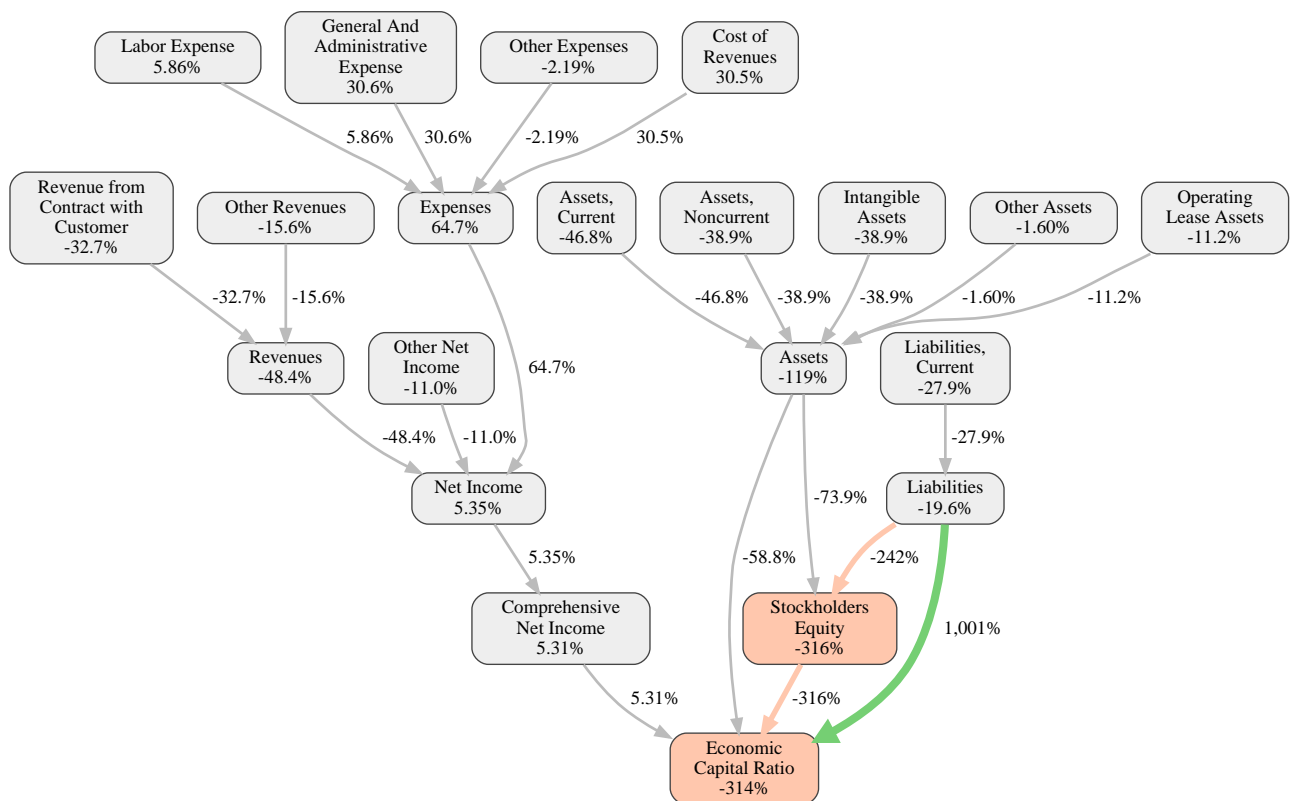 Labor Expense
5.86%
General And
Administrative
Expense
30.6%
Other Expenses
-2.19%
Cost of
Revenues
30.5%
5.86%
30.6%
-2.19%
30.5%
Revenue from
Contract with
Customer
-32.7%
Other Revenues
-15.6%
Expenses
64.7%
Assets,
Current
-46.8%
Assets,
Noncurrent
-38.9%
Intangible
Assets
-38.9%
Other Assets
-1.60%
Operating
Lease Assets
-11.2%
-32.7%
-15.6%
-46.8%
-38.9%
-38.9%
-1.60%
-11.2%
Revenues
-48.4%
Other Net
Income
-11.0%
64.7%
Assets
-119%
Liabilities,
Current
-27.9%
-48.4%
-11.0%
-27.9%
Net Income
5.35%
-73.9%
Liabilities
-19.6%
5.35%
-58.8%
-242%
Comprehensive
Net Income
5.31%
Stockholders
Equity
-316%
1,001%
5.31%
-316%
Economic
Capital Ratio
-314%